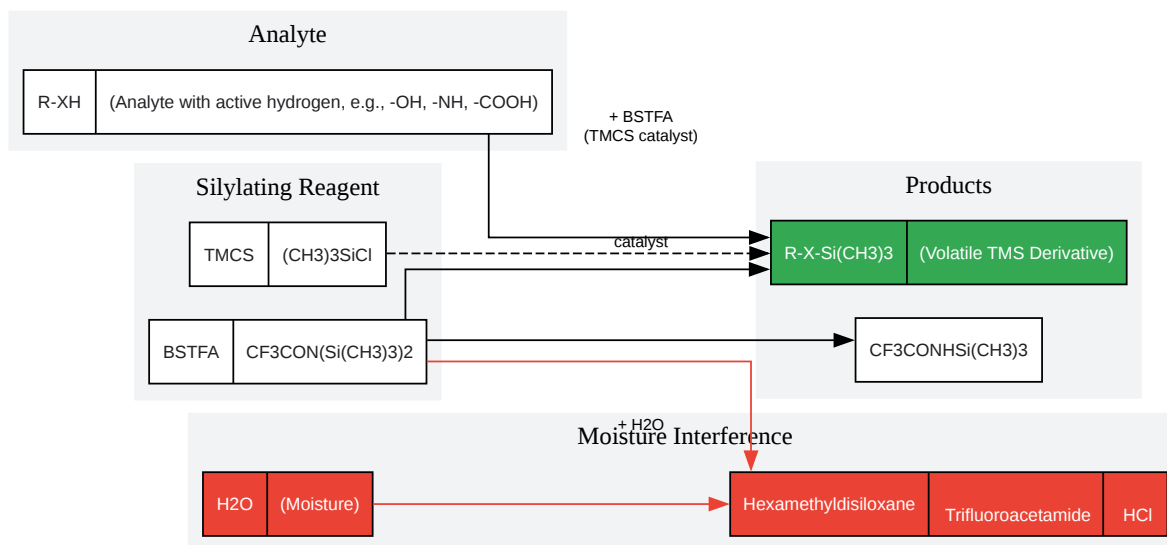 Analyte
R-XH
(Analyte with active hydrogen, e.g., -OH, -NH, -COOH)
+ BSTFA
(TMCS catalyst)
Silylating Reagent
Products
TMCS
(CH3)3SiCl
catalyst
R-X-Si(CH3)3
(Volatile TMS Derivative)
BSTFA
CF3CON(Si(CH3)3)2
CF3CONHSi(CH3)3
+ H2O
Moisture Interference
H2O
(Moisture)
Hexamethyldisiloxane
Trifluoroacetamide
HCl